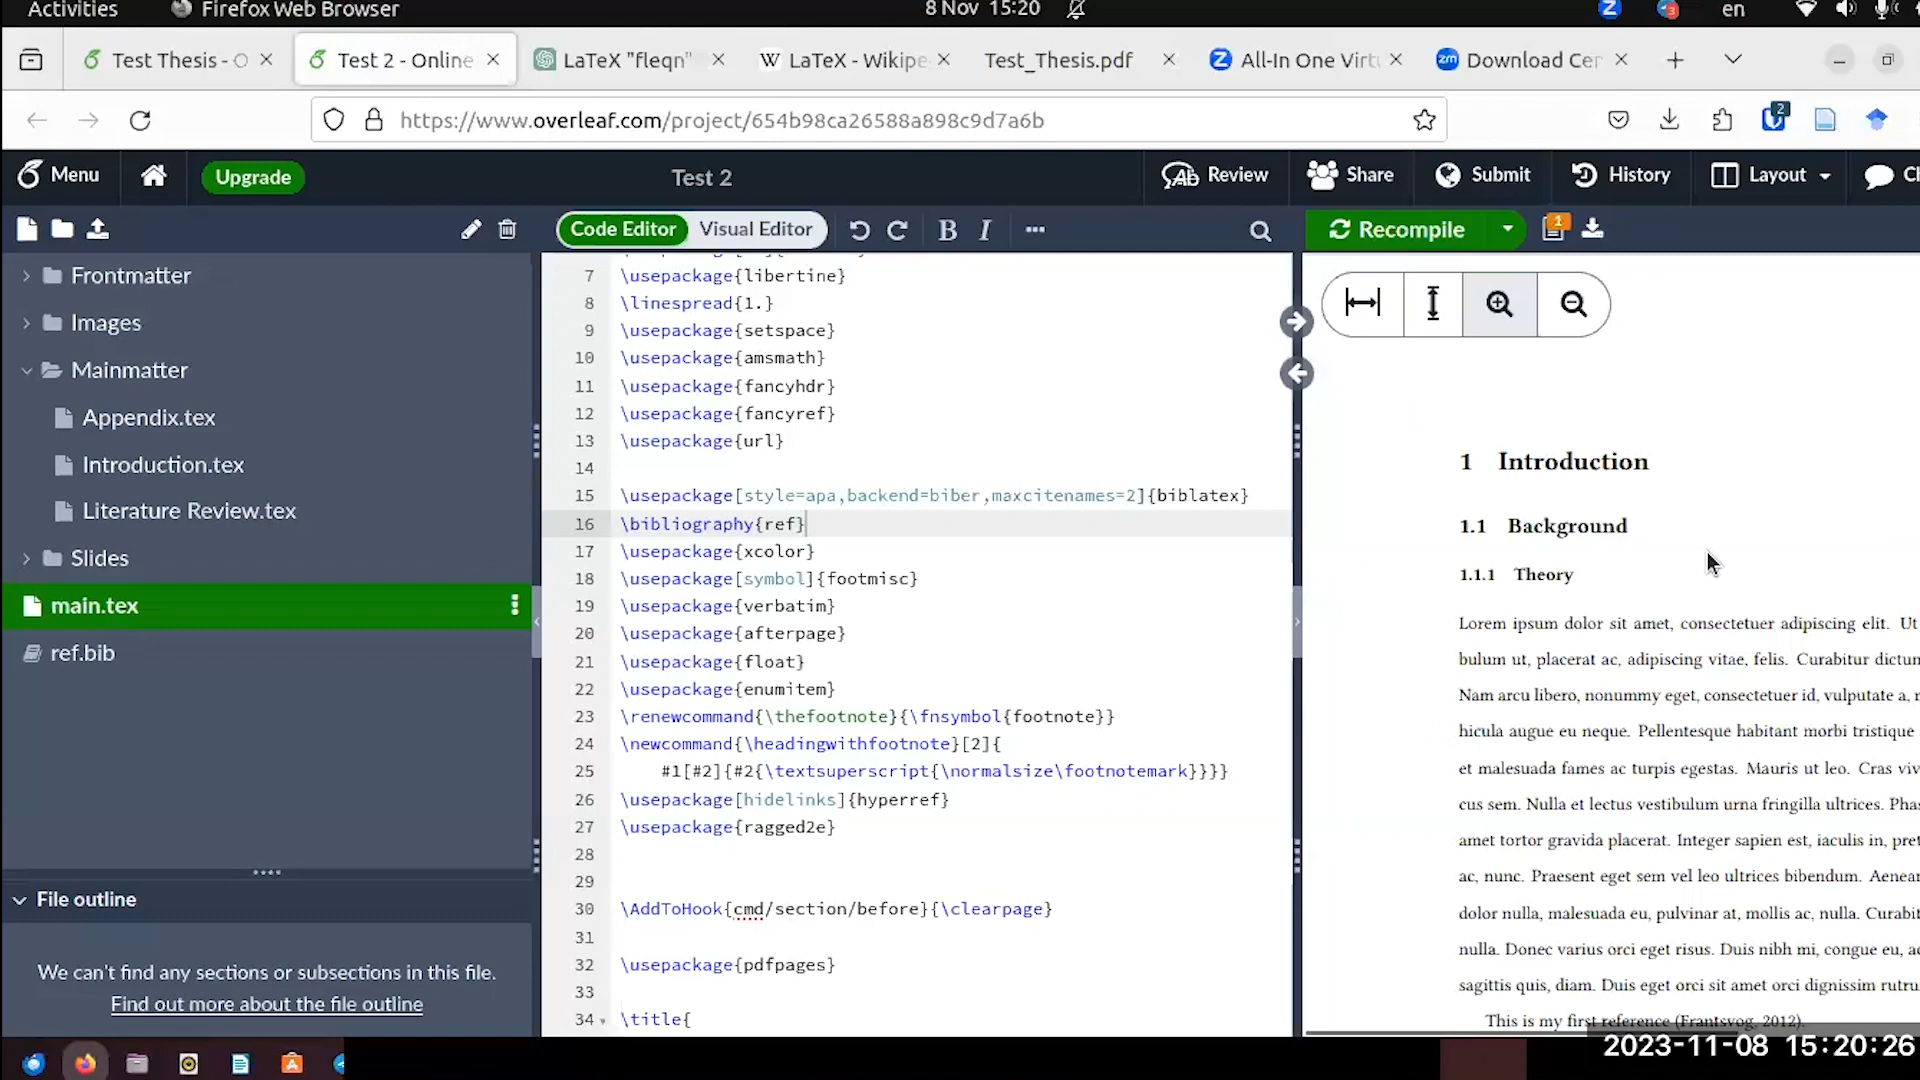 Activities
Firefox Web Browser
8 Nov 15:20
en
Test Thesis - O
Test 2 - Online
LaTeX "fleqn"
LaTeX - Wikipe
Test_Thesis.pdf
All-In One Virtu
Download Cer
https://www.overleaf.com/project/654b98ca26588a898c9d7a6b
Menu
Upgrade
Test 2
Review
Share
Submit
History
Layout
Ch
Code Editor
Visual Editor
B I
Recompile
1
Frontmatter
Images
Mainmatter
Appendix.tex
Introduction.tex
Literature Review.tex
Slides
main.tex
ref.bib
File outline
We can't find any sections or subsections in this file.
Find out more about the file outline
7 \usepackage{libertine}
8 \linespread{1.}
9 \usepackage{setspace}
10 \usepackage{amsmath}
11 \usepackage{fancyhdr}
12 \usepackage{fancyref}
13 \usepackage{url}
14
15 \usepackage[style=apa,backend=biber,maxcitenames=2]{biblatex}
16 \bibliography{ref}
17 \usepackage{xcolor}
18 \usepackage[symbol]{footmisc}
19 \usepackage{verbatim}
20 \usepackage{afterpage}
21 \usepackage{float}
22 \usepackage{enumitem}
23 \renewcommand{\thefootnote}{\fnsymbol{footnote}}
24 \newcommand{\headingwithfootnote}[2]{
25 #1[#2]{#2{\textsuperscript{\normalsize\footnotemark}}}}
26 \usepackage[hidelinks]{hyperref}
27 \usepackage{ragged2e}
28
29
30 \AddToHook{cmd/section/before}{\clearpage}
31
32 \usepackage{pdfpages}
33
34 \title{
1 Introduction
1.1 Background
1.1.1 Theory
Lorem ipsum dolor sit amet, consectetuer adipiscing elit. Ut
bulum ut, placerat ac, adipiscing vitae, felis. Curabitur dictum
Nam arcu libero, nonummy eget, consectetuer id, vulputate a,
hicula augue eu neque. Pellentesque habitant morbi tristique
et malesuada fames ac turpis egestas. Mauris ut leo. Cras viv
cus sem. Nulla et lectus vestibulum urna fringilla ultrices. Phas
amet tortor gravida placerat. Integer sapien est, iaculis in, pret
ac, nunc. Praesent eget sem vel leo ultrices bibendum. Aenean
dolor nulla, malesuada eu, pulvinar at, mollis ac, nulla. Curabit
nulla. Donec varius orci eget risus. Duis nibh mi, congue eu, ac
sagittis quis, diam. Duis eget orci sit amet orci dignissim rutru
This is my first reference (Frantsvog, 2012).
2023-11-08 15:20:26